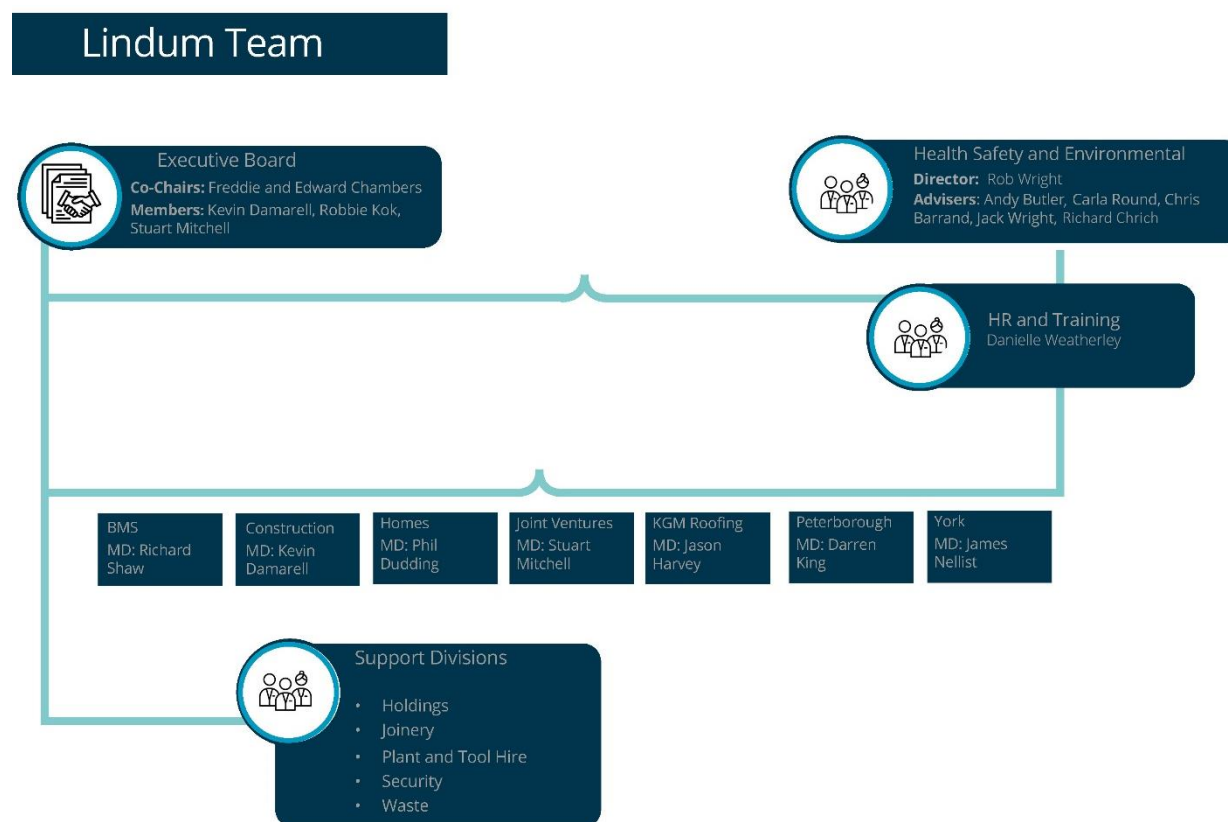 Lindum Team
Executive Board
Co-Chairs: Freddie and Edward Chambers
Members: Kevin Damarell, Robbie Kok,
Stuart Mitchell
Health Safety and Environmental
Director: Rob Wright
Advisers: Andy Butler, Carla Round, Chris
Barrand, Jack Wright, Richard Chrich
HR and Training
Danielle Weatherley
BMS
MD: Richard
Shaw
Construction
MD: Kevin
Damarell
Homes
MD: Phil
Dudding
Joint Ventures
MD: Stuart
Mitchell
KGM Roofing
MD: Jason
Harvey
Peterborough
MD: Darren
King
York
MD: James
Nellist
Support Divisions
• Holdings
• Joinery
• Plant and Tool Hire
• Security
• Waste